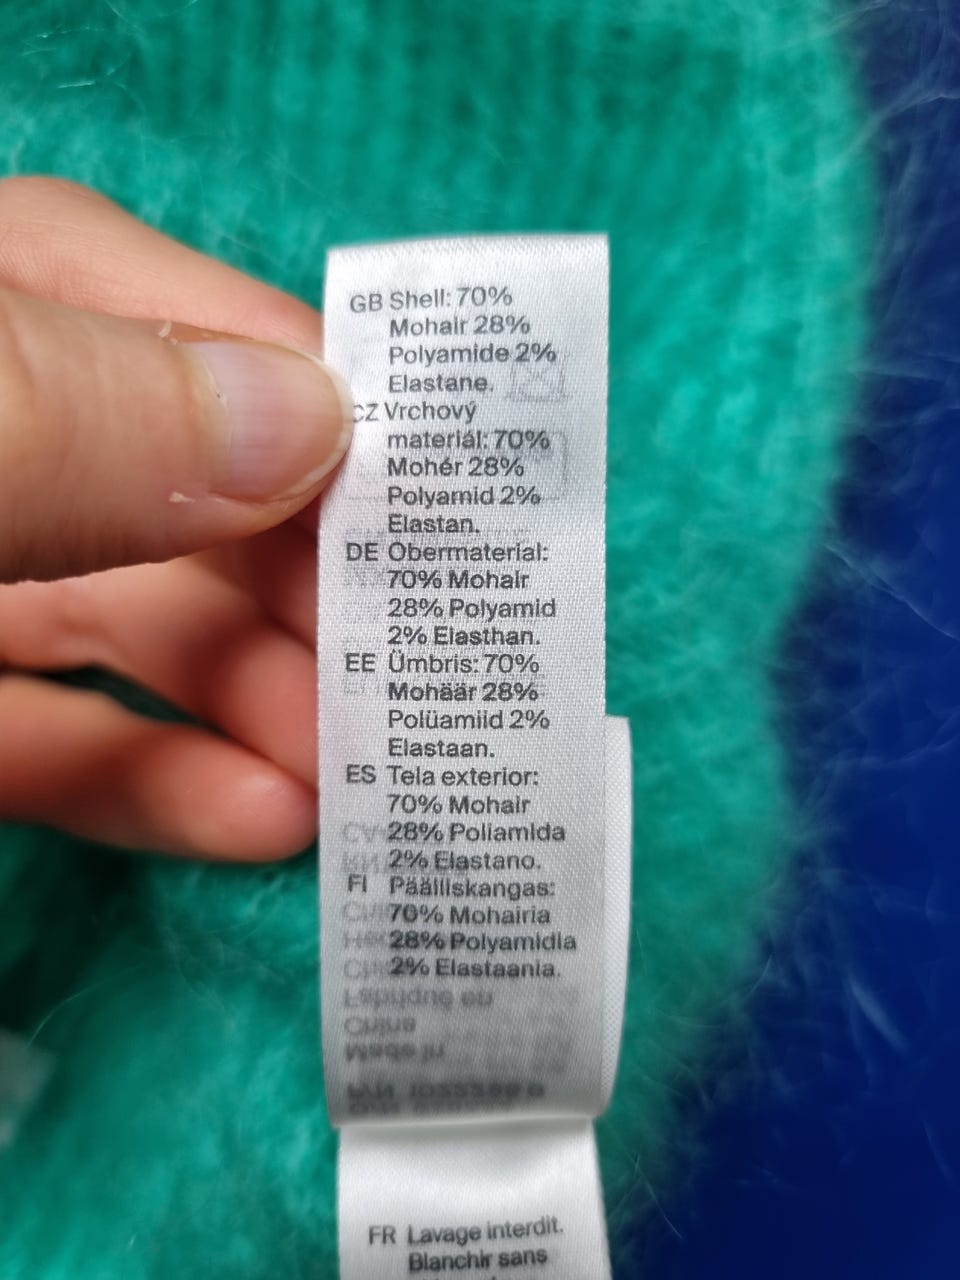 GB Shell: 70%
Mohair 28%
Polyamide 2%
Elastane.
CZ Vrchový
materiál: 70%
Mohér 28%
Polyamid 2%
Elastan.
DE Obermaterial:
70% Mohair
28% Polyamid
2% Elasthan.
EE Ümbris: 70%
Mohäär 28%
Polüamiid 2%
Elastaan.
ES Tela exterior:
70% Mohair
28% Poliamida
2% Elastano.
FI Päälliskangas:
70% Mohairia
28% Polyamidia
2% Elastaania.
FR Lavage interdit.
Blanchir sans